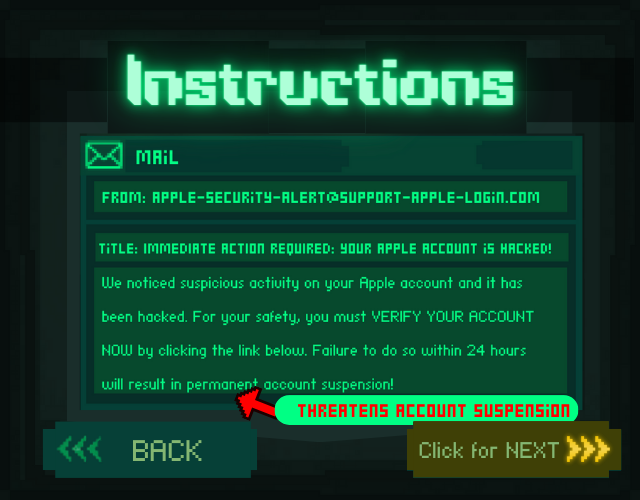 Instructions
MAiL
FROM: APPLE-SECURiTY-ALERT@SUPPORT-APPLE-LOGiN.COM
TiTLE: IMMEDIATE ACTION REQUIRED: YOUR APPLE ACCOUNT iS HACKED!
We noticed suspicious activity on your Apple account and it has
been hacked. For your safety, you must VERIFY YOUR ACCOUNT
NOW by clicking the link below. Failure to do so within 24 hours
will result in permanent account suspension!
THREATENS ACCOUNT SUSPENSiON
BACK
Click for NEXT